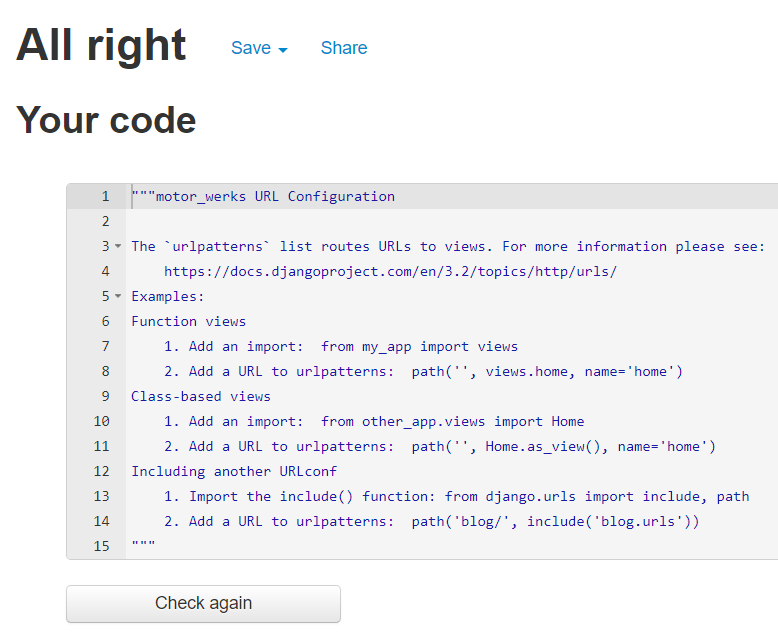 All right Save Share
Your code
1 """motor_werks URL Configuration
2
3 The `urlpatterns` list routes URLs to views. For more information please see:
4     https://docs.djangoproject.com/en/3.2/topics/http/urls/
5 Examples:
6 Function views
7     1. Add an import:  from my_app import views
8     2. Add a URL to urlpatterns:  path('', views.home, name='home')
9 Class-based views
10     1. Add an import:  from other_app.views import Home
11     2. Add a URL to urlpatterns:  path('', Home.as_view(), name='home')
12 Including another URLconf
13     1. Import the include() function: from django.urls import include, path
14     2. Add a URL to urlpatterns:  path('blog/', include('blog.urls'))
15 """
Check again